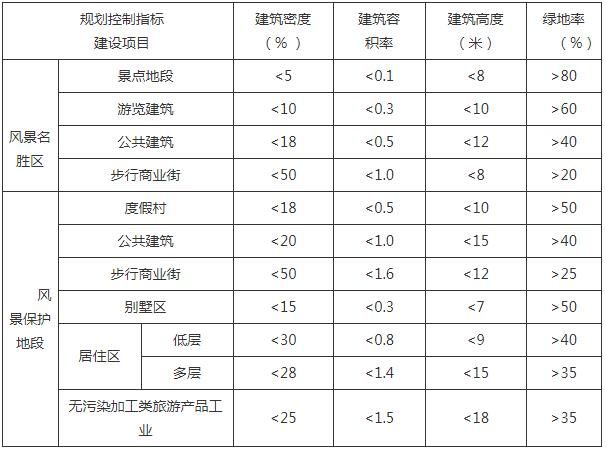 规划控制指标 建筑密度 建筑容 建筑高度 绿地率
建设项目 （% ） 积率 （米） （%）
景点地段 <5 <0.1 <8 >80
游览建筑 <10 <0.3 <10 >60
风景名
胜区
公共建筑 <18 <0.5 <12 >40
步行商业街 <50 <1.0 <8 >20
度假村 <18 <0.5 <10 >50
公共建筑 <20 <1.0 <15 >40
步行商业街 <50 <1.6 <12 >25
风
景保护
地段
别墅区 <15 <0.3 <7 >50
居住区 低层 <30 <0.8 <9 >40
多层 <28 <1.4 <15 >35
无污染加工类旅游产品工
业 <25 <1.5 <18 >35